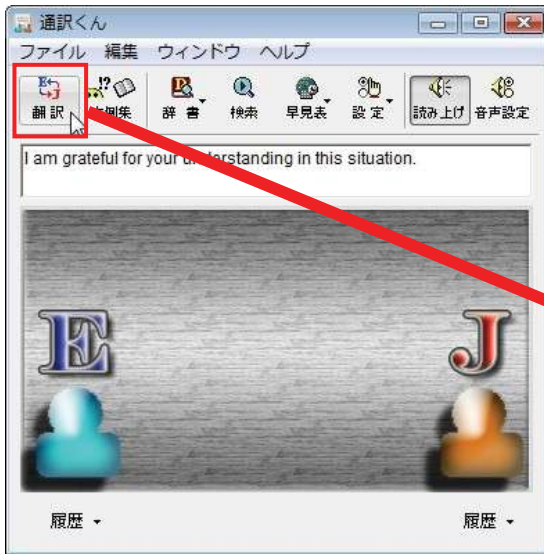 通訳くん
ファイル 編集 ウィンドウ ヘルプ
翻訳 文例集 辞書 検索 早見表 設定 読み上げ 音声設定
I am grateful for your understanding in this situation.
E J
履歴 履歴